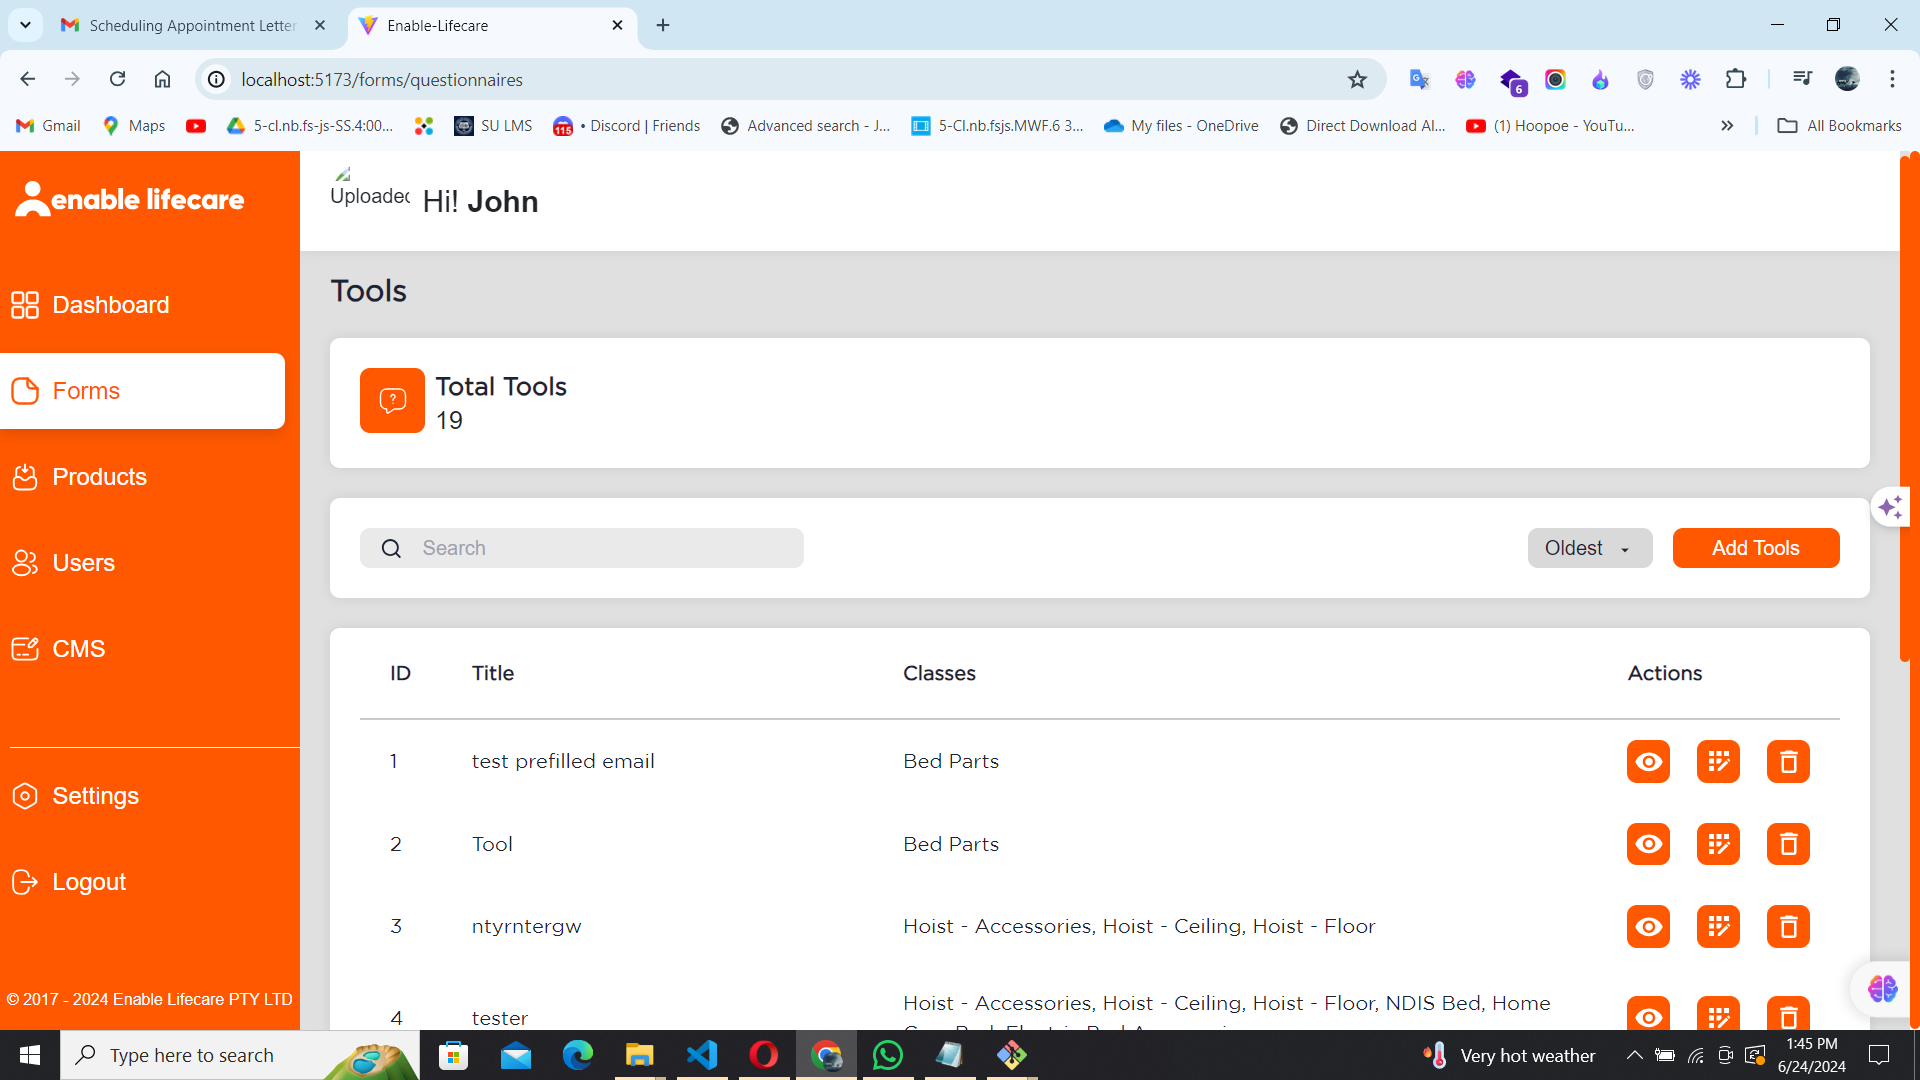 Scheduling Appointment Letter
Enable-Lifecare
localhost:5173/forms/questionnaires
6
Gmail
Maps
5-cl.nb.fs-js-SS.4:00...
SU LMS
115
• Discord | Friends
Advanced search - J...
5-Cl.nb.fsjs.MWF.6 3...
My files - OneDrive
Direct Download Al...
(1) Hoopoe - YouTu...
All Bookmarks
enable lifecare
Uploaded
Hi! John
Dashboard
Forms
Products
Users
CMS
Settings
Logout
© 2017 - 2024 Enable Lifecare PTY LTD
Tools
Total Tools
19
Search
Oldest
Add Tools
ID Title Classes Actions
1 test prefilled email Bed Parts
2 Tool Bed Parts
3 ntyrntergw Hoist - Accessories, Hoist - Ceiling, Hoist - Floor
4 tester Hoist - Accessories, Hoist - Ceiling, Hoist - Floor, NDIS Bed, Home
Type here to search
Very hot weather
1:45 PM
6/24/2024